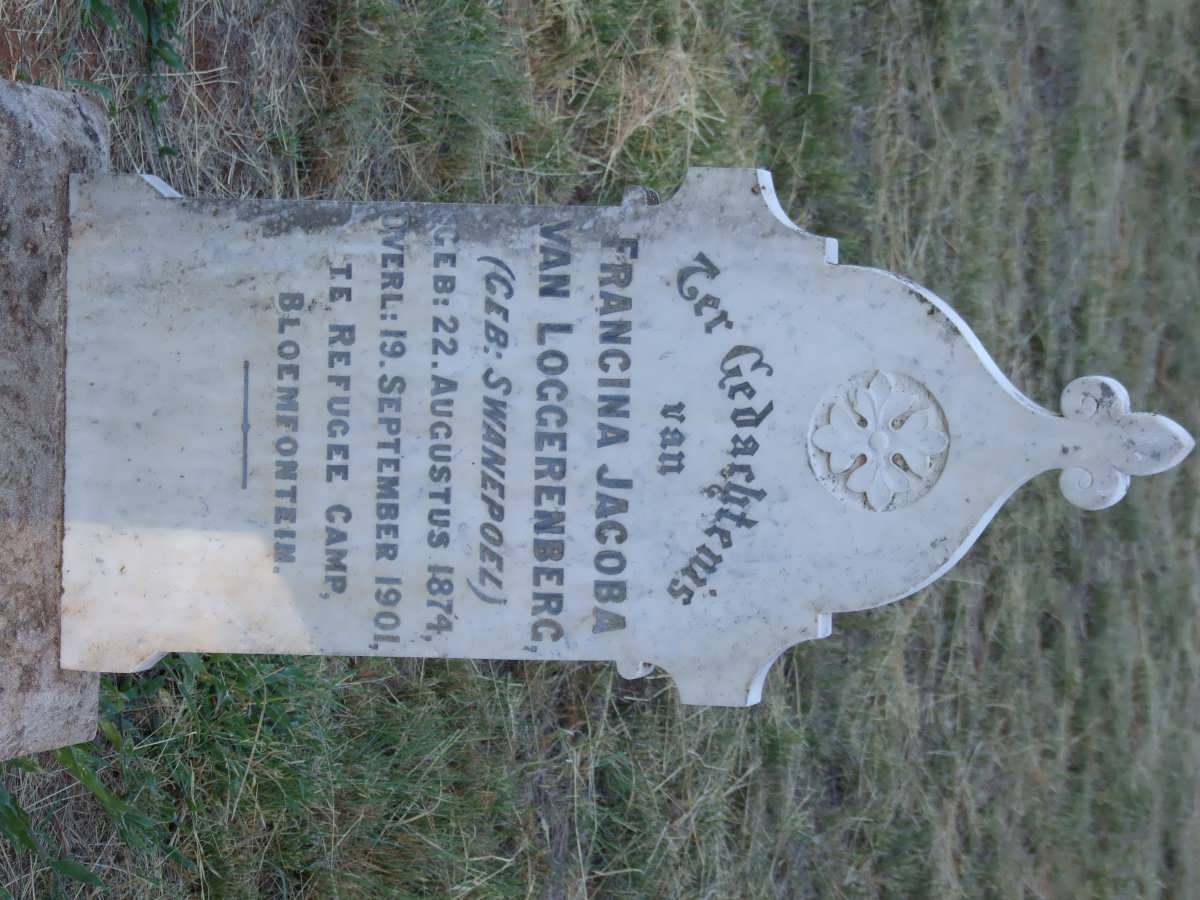 Ter Gedachtenis
van
FRANCINA JACOBA
VAN LOGGERENBERG,
(GEB: SWANEPOEL)
GEB: 22. AUGUSTUS 1874,
OVERL: 19. SEPTEMBER 1901,
TE REFUGEE CAMP,
BLOEMFONTEIN.